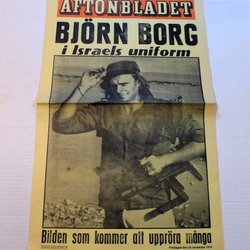 AFTONBLADET
BJÖRN BORG
i Israels uniform
Bilden som kommer att uppröra många